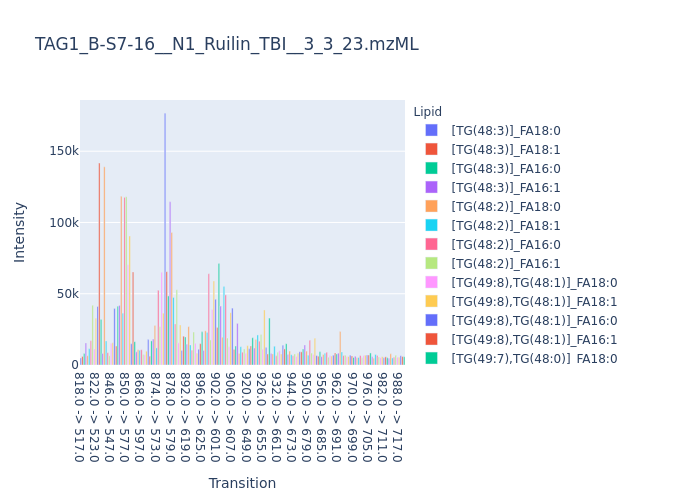 TAG1_B-S7-16__N1_Ruilin_TBI__3_3_23.mzML
Lipid
[TG(48:3)]_FA18:0
[TG(48:3)]_FA18:1
[TG(48:3)]_FA16:0
[TG(48:3)]_FA16:1
[TG(48:2)]_FA18:0
[TG(48:2)]_FA18:1
[TG(48:2)]_FA16:0
[TG(48:2)]_FA16:1
[TG(49:8),TG(48:1)]_FA18:0
[TG(49:8),TG(48:1)]_FA18:1
[TG(49:8),TG(48:1)]_FA16:0
[TG(49:8),TG(48:1)]_FA16:1
[TG(49:7),TG(48:0)]_FA18:0
Intensity
150k
100k
50k
0
818.0 -> 517.0
822.0 -> 523.0
846.0 -> 547.0
850.0 -> 577.0
868.0 -> 597.0
874.0 -> 573.0
878.0 -> 579.0
892.0 -> 619.0
896.0 -> 625.0
902.0 -> 601.0
906.0 -> 607.0
920.0 -> 649.0
926.0 -> 655.0
932.0 -> 661.0
944.0 -> 673.0
950.0 -> 679.0
956.0 -> 685.0
962.0 -> 691.0
970.0 -> 699.0
976.0 -> 705.0
982.0 -> 711.0
988.0 -> 717.0
Transition